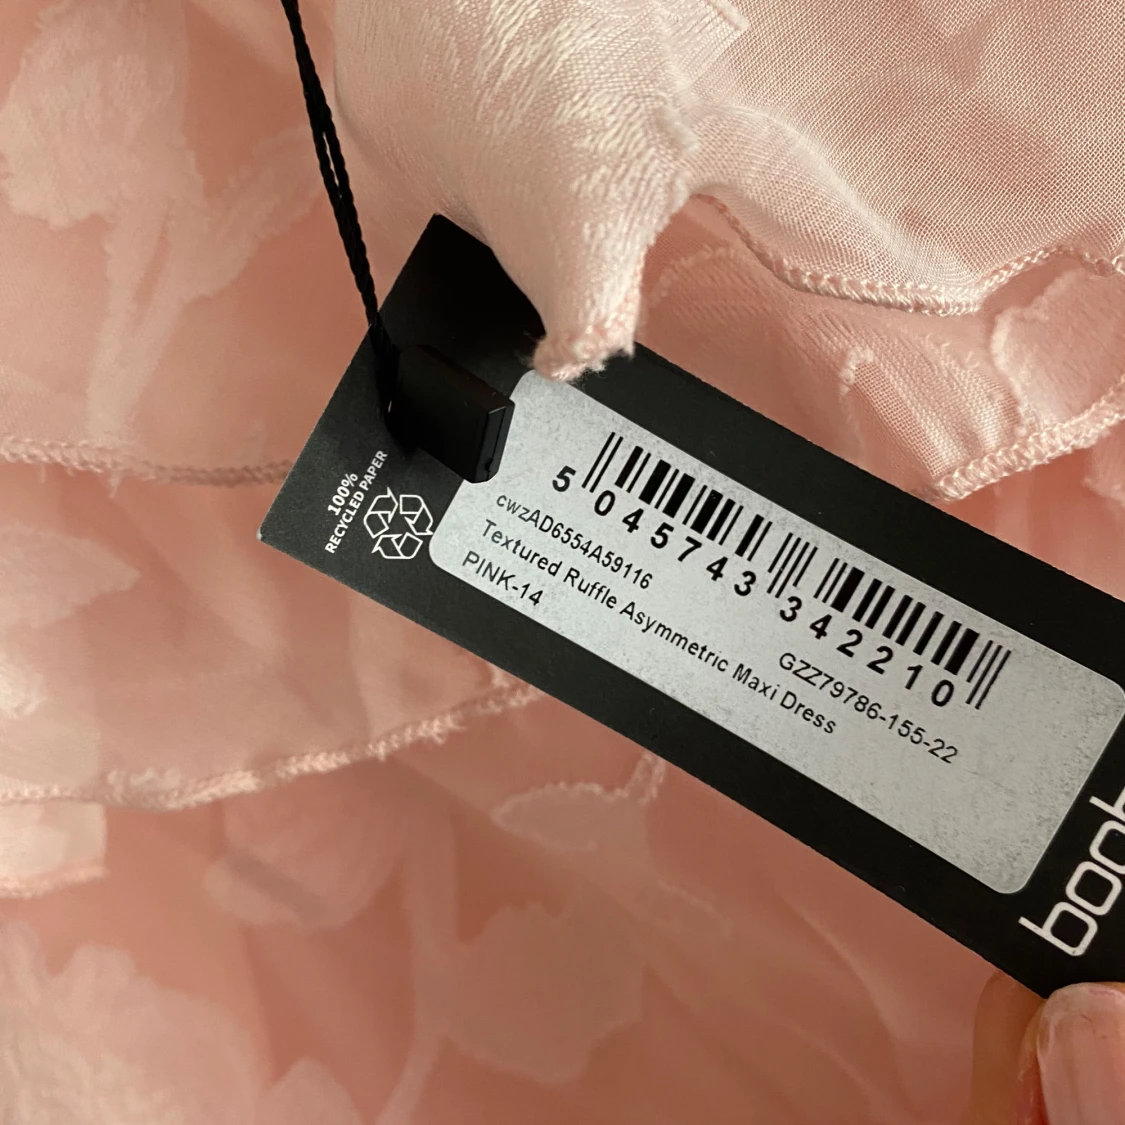 100%
RECYCLED PAPER
5 045743 342210
cwzAD6554A59116
GZZ79786-155-22
Textured Ruffle Asymmetric Maxi Dress
PINK-14